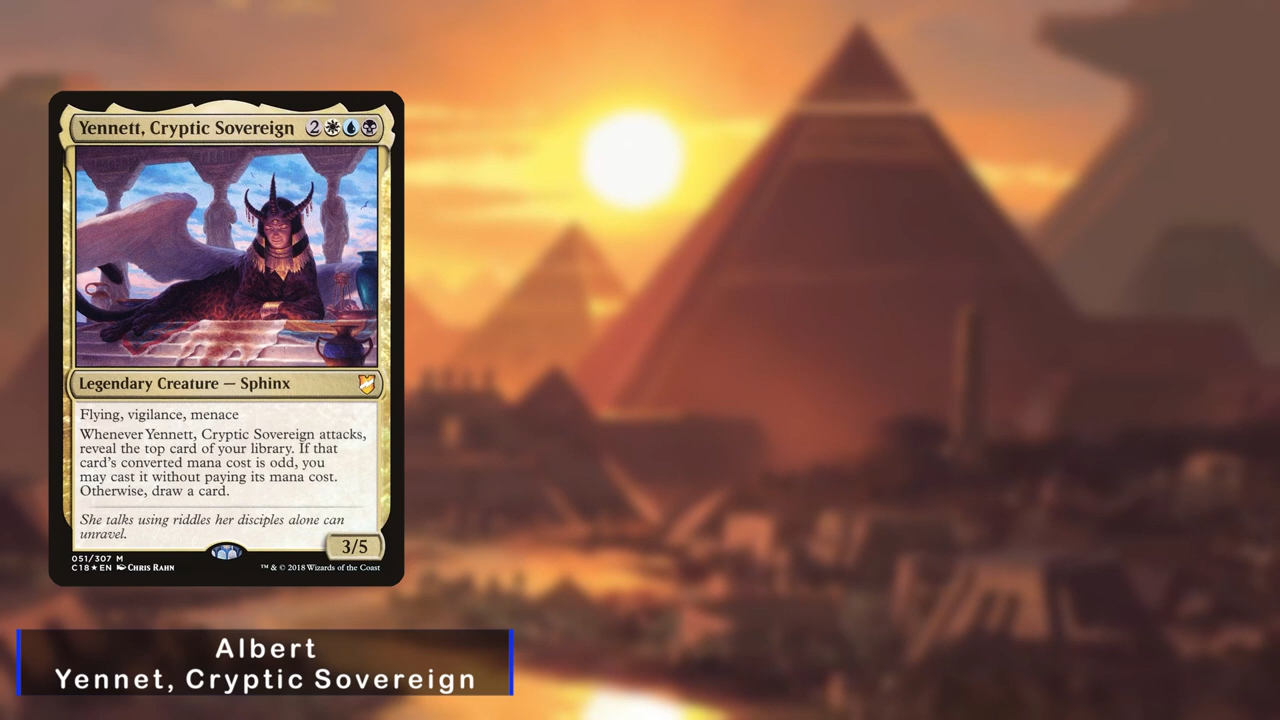 Yennett, Cryptic Sovereign 2
Legendary Creature — Sphinx
Flying, vigilance, menace
Whenever Yennett, Cryptic Sovereign attacks,
reveal the top card of your library. If that
card's converted mana cost is odd, you
may cast it without paying its mana cost.
Otherwise, draw a card.
She talks using riddles her disciples alone can
unravel.
3/5
051/307 M
C18★EN Chris Rahn
™ & © 2018 Wizards of the Coast
Albert
Yennet, Cryptic Sovereign